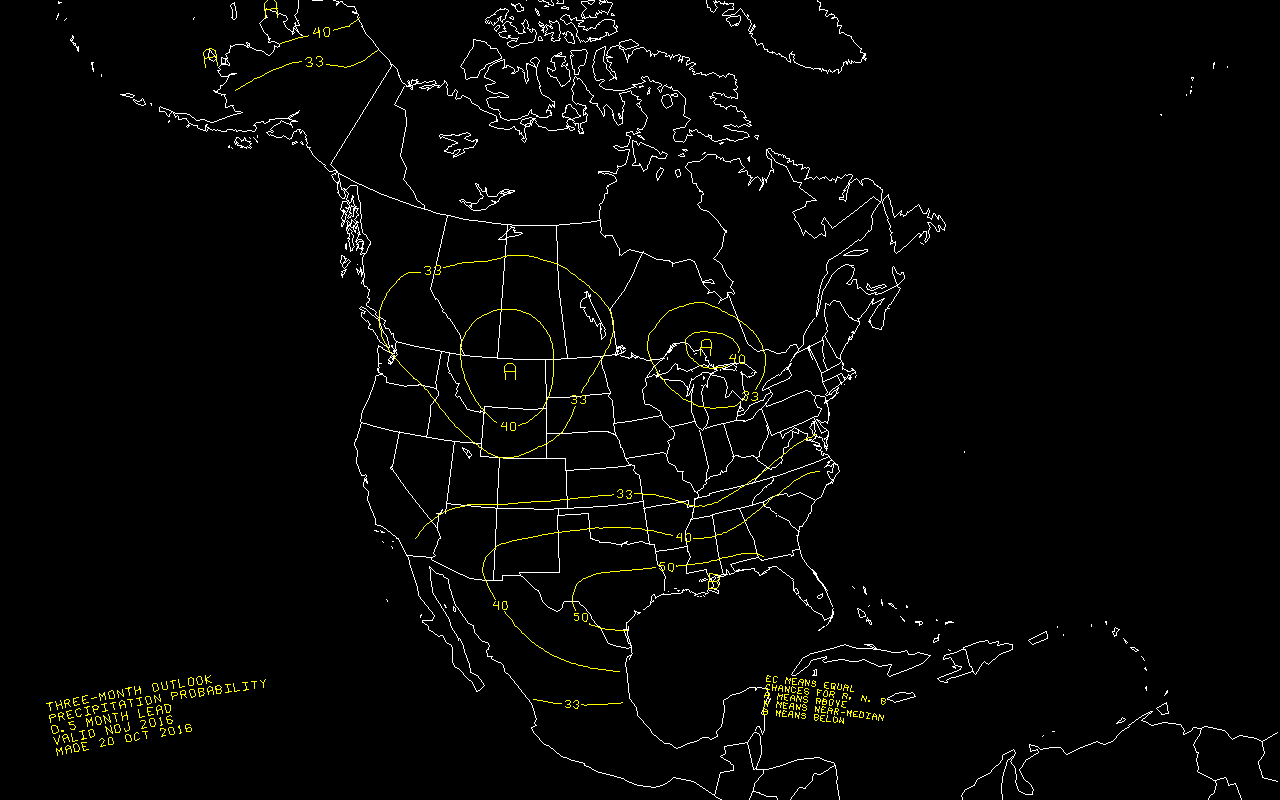 A
40
A
33
33
A
40
A
33
33
40
33
40
50
B
40
50
33
THREE-MONTH OUTLOOK
PRECIPITATION PROBABILITY
0.5 MONTH LEAD
VALID NDJ 2016
MADE 20 OCT 2016
EC MEANS EQUAL
CHANCES FOR A, N, B
A MEANS ABOVE
N MEANS NEAR-MEDIAN
B MEANS BELOW